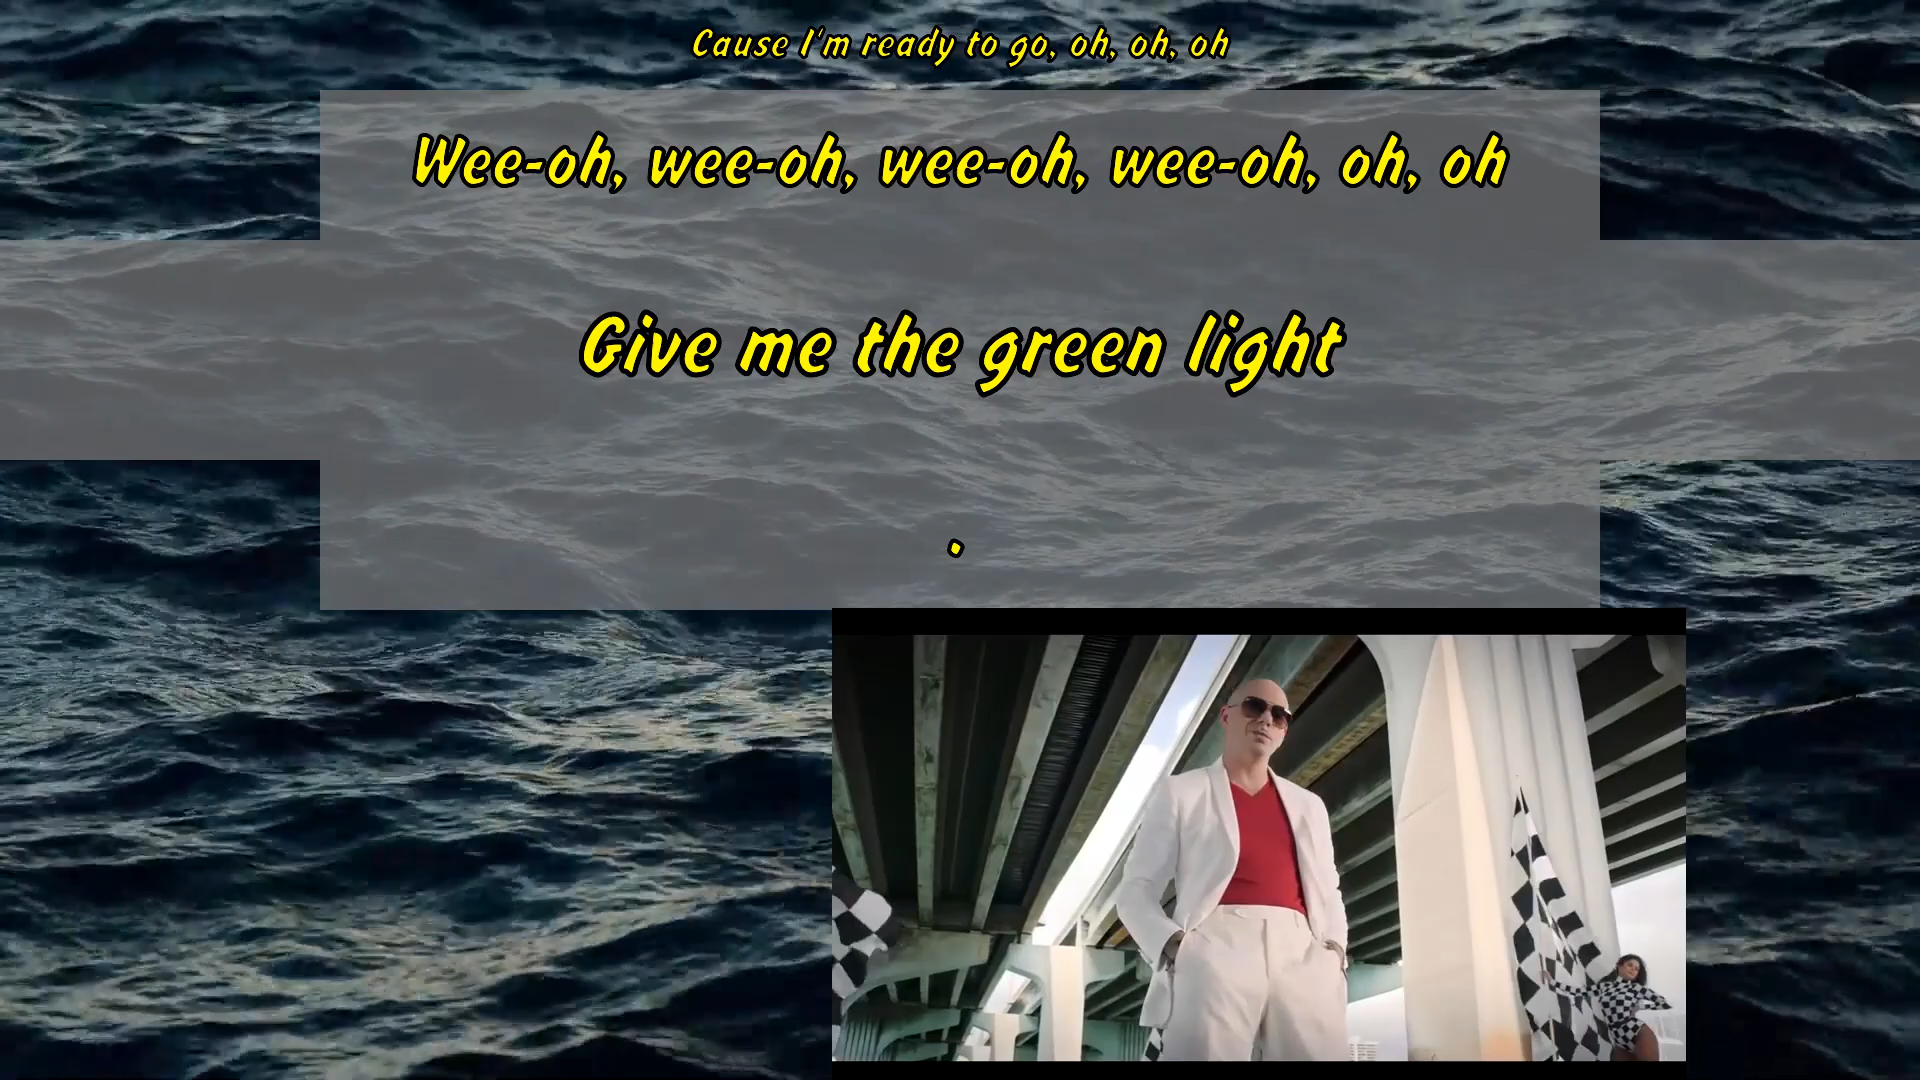 Cause I'm ready to go, oh, oh, oh
Wee-oh, wee-oh, wee-oh, wee-oh, oh, oh
Give me the green light
.